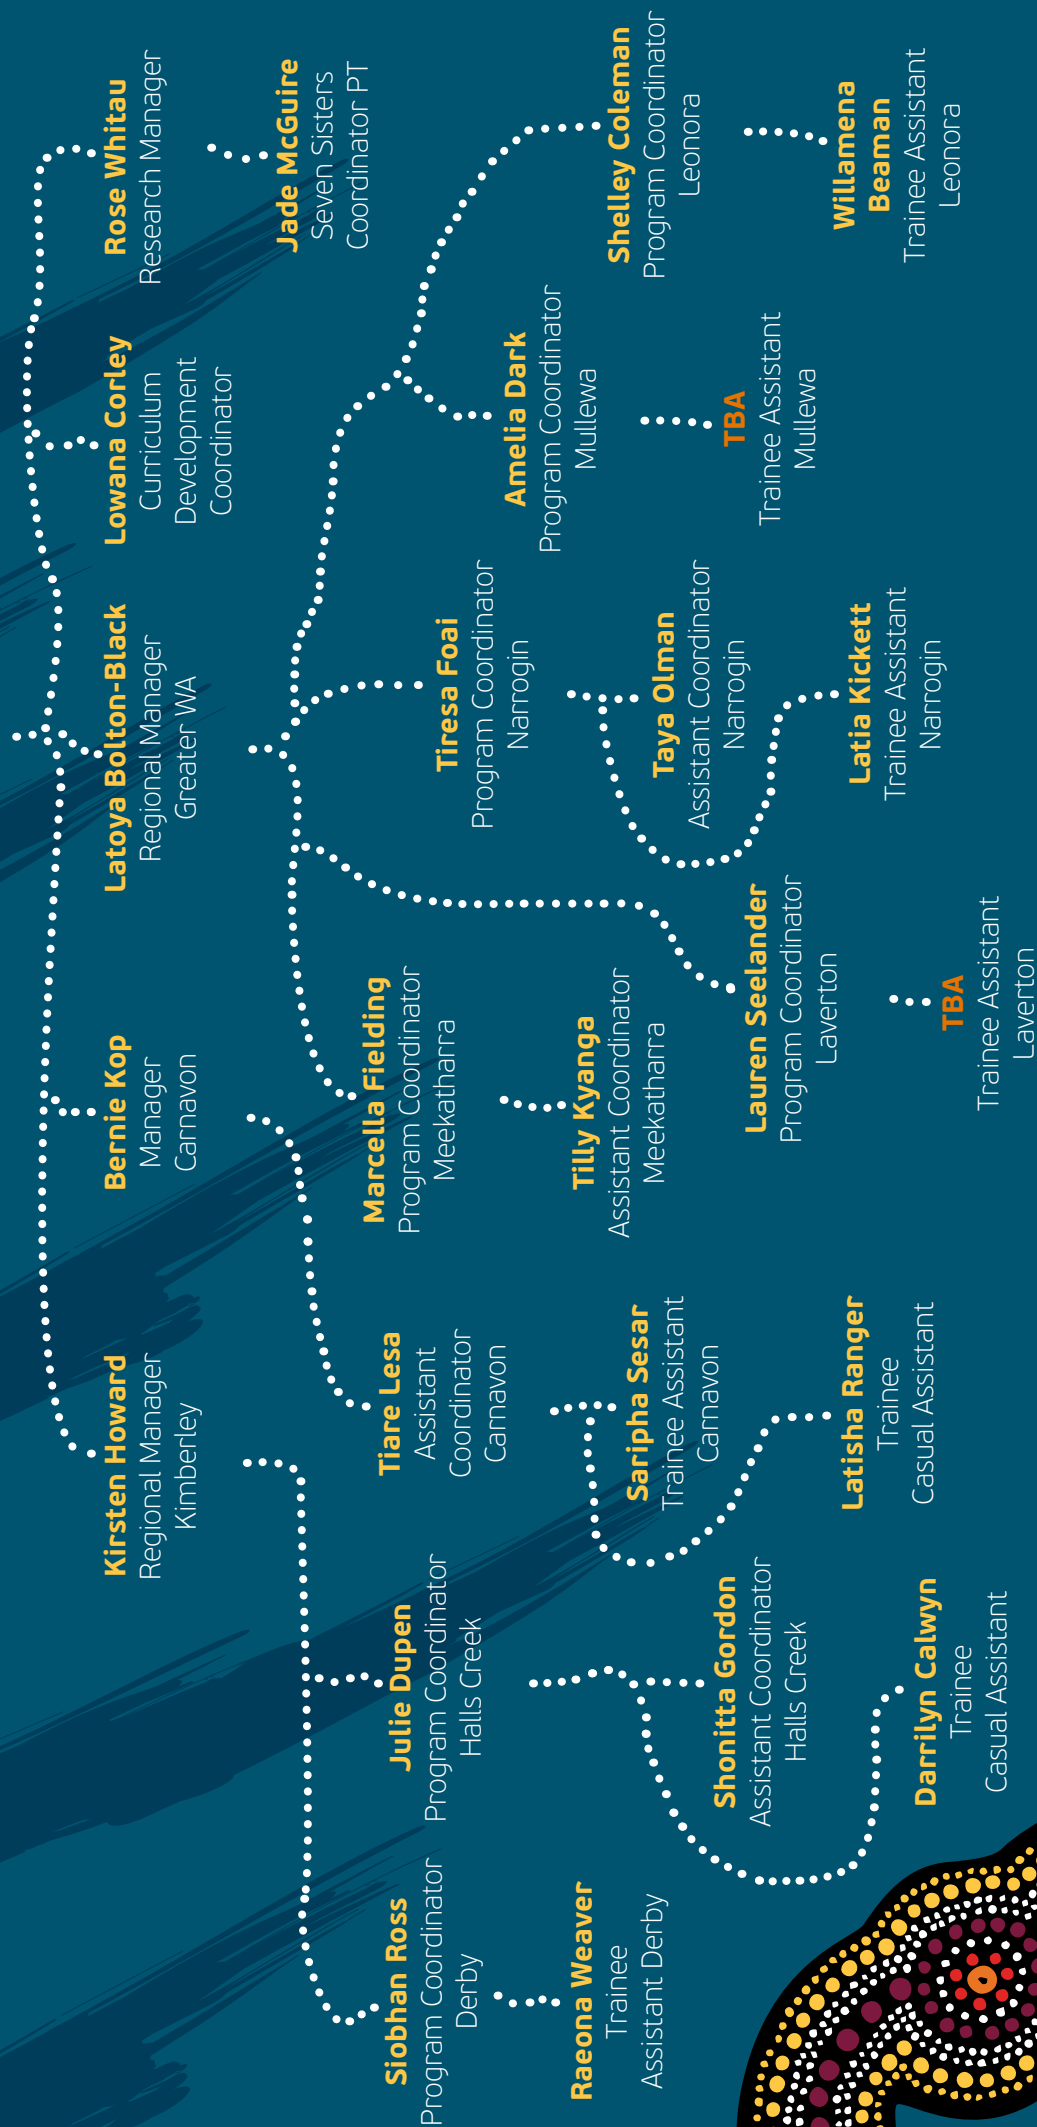 Kirsten Howard
Regional Manager
Kimberley
Bernie Kop
Manager
Carnavon
Latoya Bolton-Black
Regional Manager
Greater WA
Lowana Corley
Curriculum
Development
Coordinator
Rose Whitau
Research Manager
Jade McGuire
Seven Sisters
Coordinator PT
Siobhan Ross
Program Coordinator
Derby
Raeona Weaver
Trainee
Assistant Derby
Julie Dupen
Program Coordinator
Halls Creek
Shonitta Gordon
Assistant Coordinator
Halls Creek
Darrilyn Calwyn
Trainee
Casual Assistant
Tiare Lesa
Assistant
Coordinator
Carnavon
Saripha Sesar
Trainee Assistant
Carnavon
Latisha Ranger
Trainee
Casual Assistant
Marcella Fielding
Program Coordinator
Meekatharra
Tilly Kyanga
Assistant Coordinator
Meekatharra
Lauren Seelander
Program Coordinator
Laverton
TBA
Trainee Assistant
Laverton
Tiresa Foai
Program Coordinator
Narrogin
Taya Olman
Assistant Coordinator
Narrogin
Latia Kickett
Trainee Assistant
Narrogin
Amelia Dark
Program Coordinator
Mullewa
TBA
Trainee Assistant
Mullewa
Shelley Coleman
Program Coordinator
Leonora
Willamena
Beaman
Trainee Assistant
Leonora